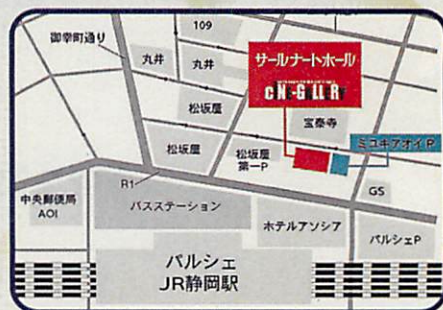 109
御幸町通り
丸井
丸井
サールナートホール
CINE-GALLERY
松坂屋
宝泰寺
ミユキアオイP
松坂屋
松坂屋
第一P
R1
GS
中央郵便局
AOI
バスステーション
ホテルアソシア
パルシェP
パルシェ
JR静岡駅